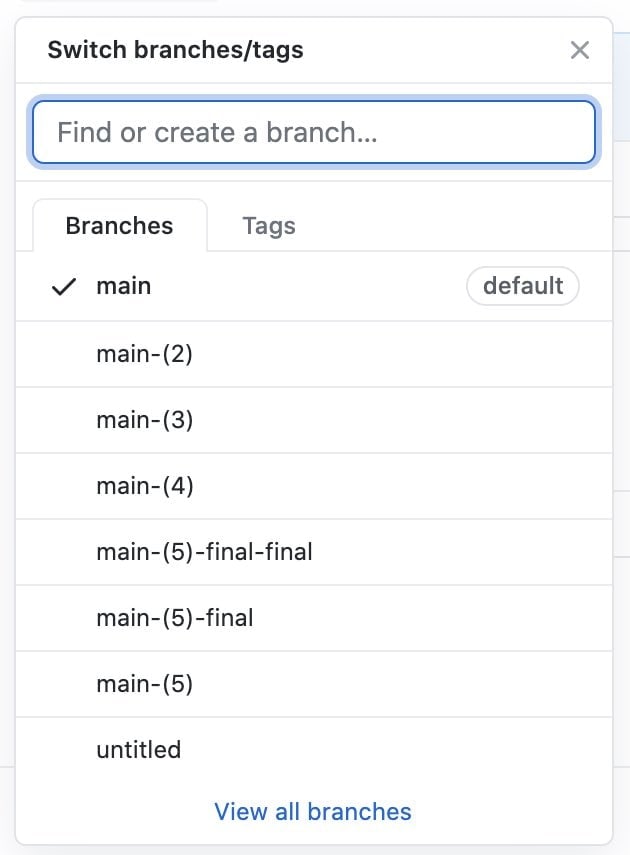 Switch branches/tags
Find or create a branch...
Branches Tags
main default
main-(2)
main-(3)
main-(4)
main-(5)-final-final
main-(5)-final
main-(5)
untitled
View all branches